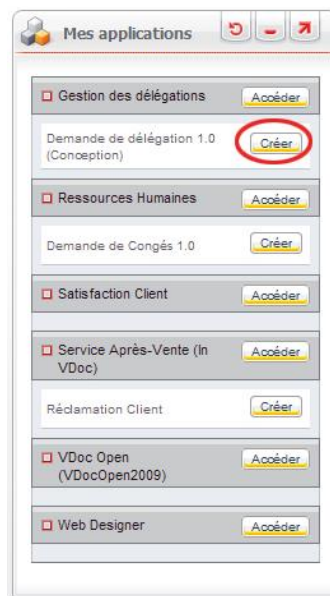 Mes applications
Gestion des délégations Accéder
Demande de délégation 1.0 Créer
(Conception)
Ressources Humaines Accéder
Demande de Congés 1.0 Créer
Satisfaction Client Accéder
Service Après-Vente (In Accéder
VDoc)
Réclamation Client Créer
VDoc Open Accéder
(VDocOpen2009)
Web Designer Accéder